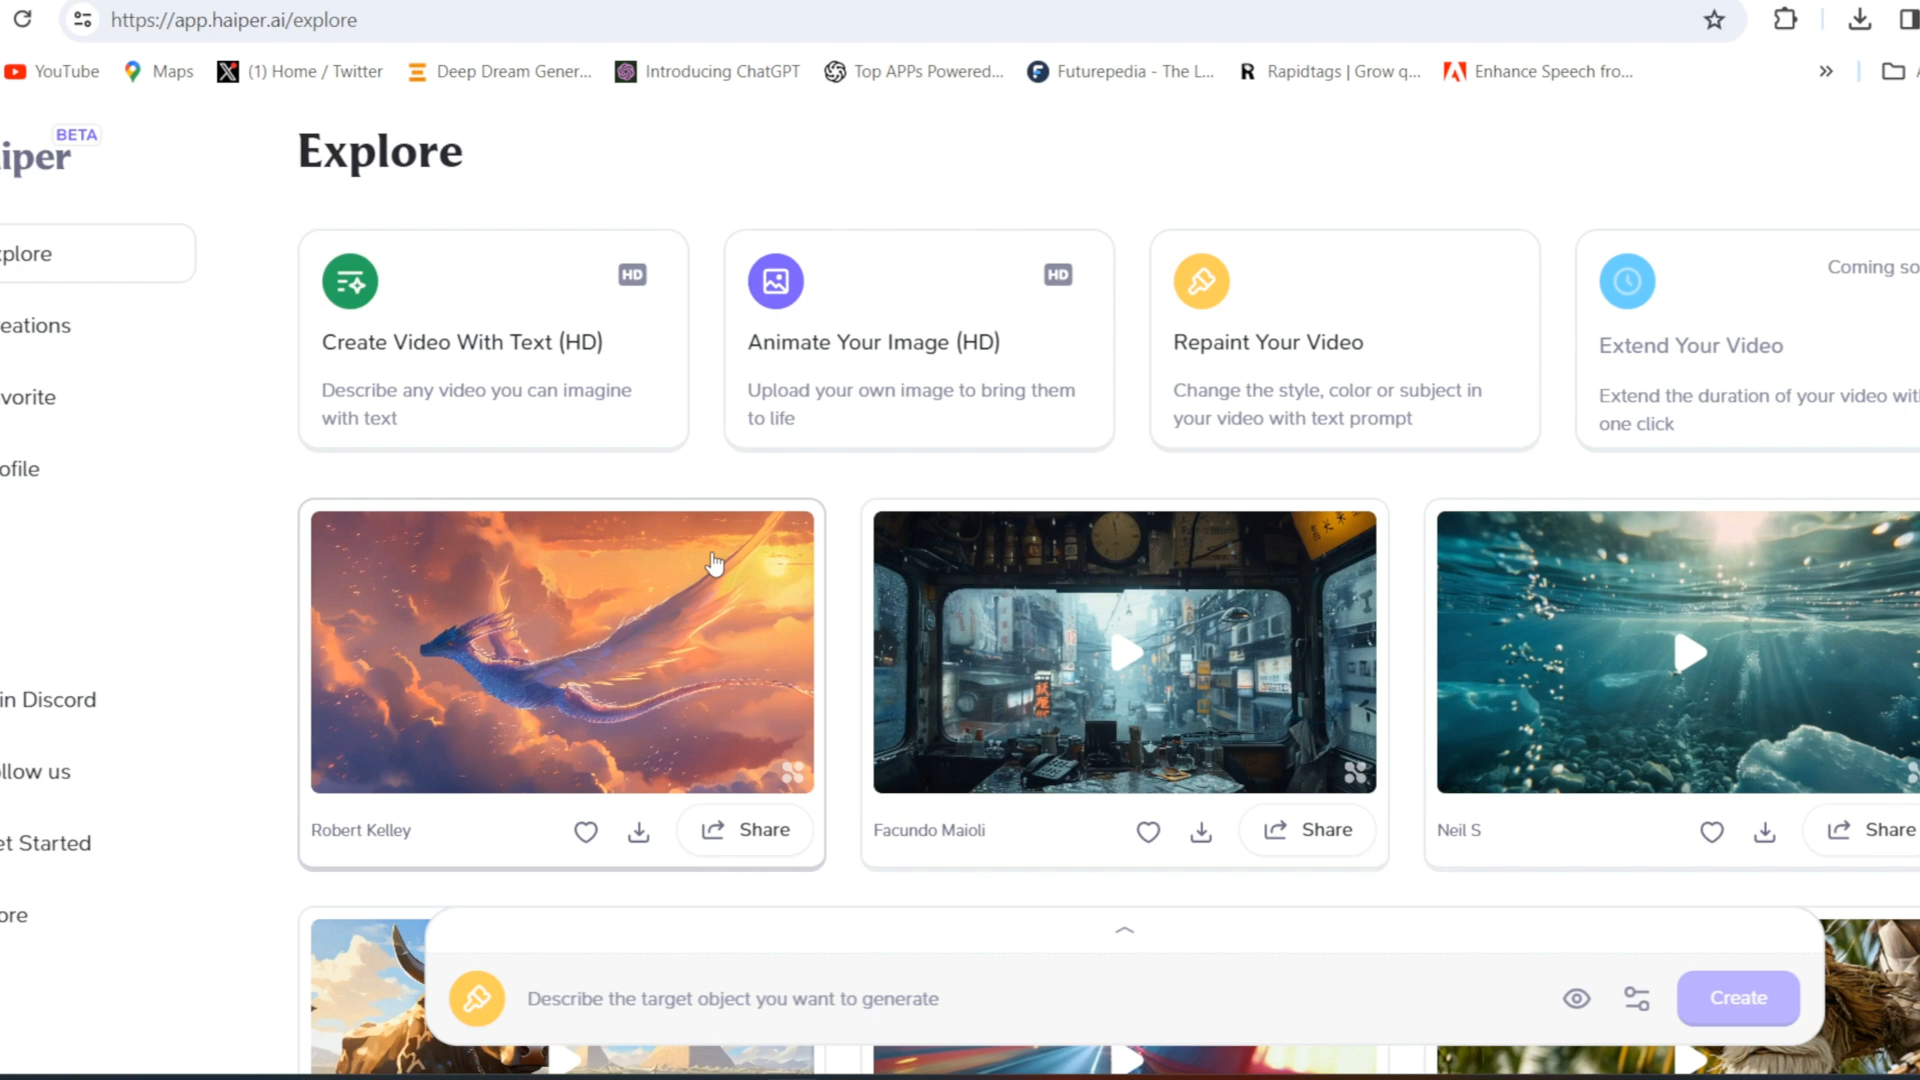 https://app.haiper.ai/explore
YouTube
Maps
(1) Home / Twitter
Deep Dream Gener...
Introducing ChatGPT
Top APPs Powered...
Futurepedia - The L...
Rapidtags | Grow q...
Enhance Speech fro...
BETA
iper
Explore
plore
eations
vorite
ofile
in Discord
llow us
et Started
ore
HD
Create Video With Text (HD)
Describe any video you can imagine
with text
HD
Animate Your Image (HD)
Upload your own image to bring them
to life
Repaint Your Video
Change the style, color or subject in
your video with text prompt
Coming so
Extend Your Video
Extend the duration of your video wit
one click
Robert Kelley
Share
Facundo Maioli
Share
Neil S
Share
Describe the target object you want to generate
Create